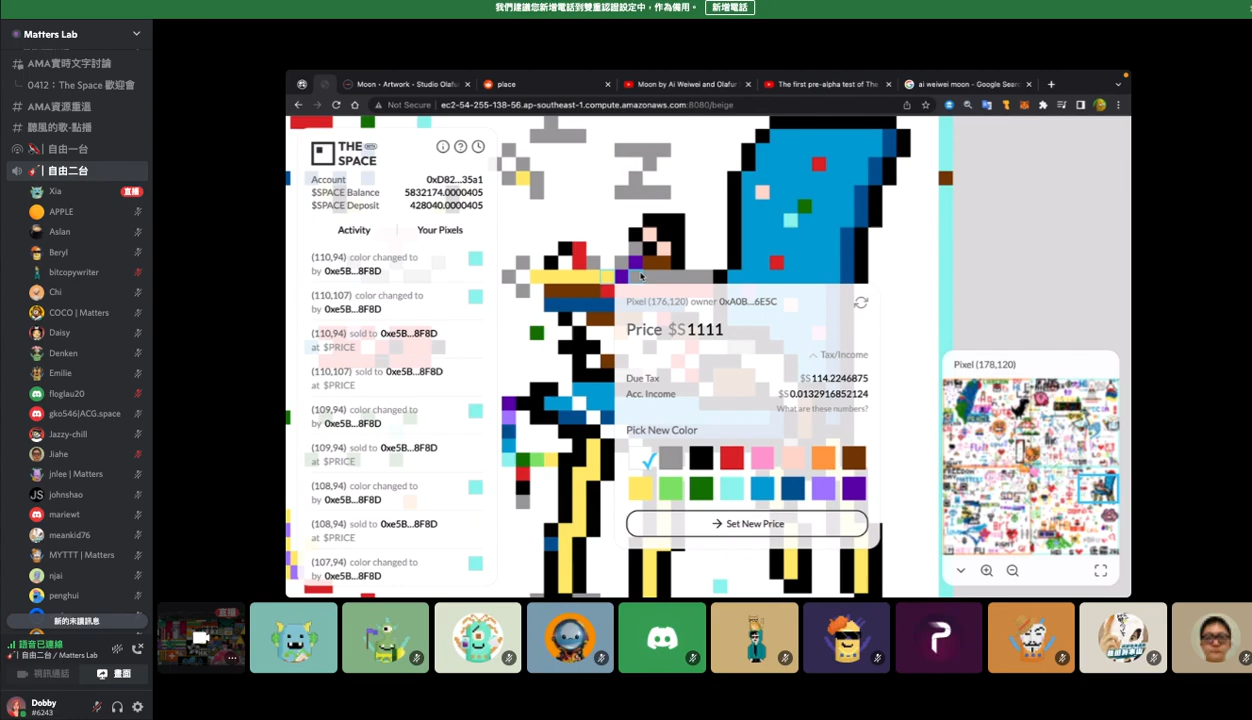 我們建議您新增電話到雙重認證設定中，作為備用。
新增電話
Matters Lab
AMA實時文字討論
0412：The Space 歡迎會
AMA資源重溫
聽風的歌-點播
自由一台
自由二台
Xia
直播
APPLE
Aslan
Beryl
bitcopywriter
Chi
COCO | Matters
Daisy
Denken
Emilie
floglau20
gko546|ACG.space
Jazzy-chill
Jiahe
jnlee | Matters
johnshao
mariewt
meankid76
MYTTT | Matters
njai
penghui
新的未讀訊息
語音已連線
自由二台 / Matters Lab
視訊通話
畫面
Dobby
#6243
Moon - Artwork - Studio Olafu
place
Moon by Ai Weiwei and Olafur
The first pre-alpha test of The
ai weiwei moon - Google Sear
Not Secure
ec2-54-255-138-56.ap-southeast-1.compute.amazonaws.com:8080/beige
THE
SPACE
Account 0xD82...35a1
$SPACE Balance 5832174.0000405
$SPACE Deposit 428040.0000405
Activity
Your Pixels
(110,94) color changed to
by 0xe5B...8F8D
(110,107) color changed to
by 0xe5B...8F8D
(110,94) sold to 0xe5B...8F8D
at $PRICE
(110,107) sold to 0xe5B...8F8D
at $PRICE
(109,94) color changed to
by 0xe5B...8F8D
(109,94) sold to 0xe5B...8F8D
at $PRICE
(108,94) color changed to
by 0xe5B...8F8D
(108,94) sold to 0xe5B...8F8D
at $PRICE
(107,94) color changed to
by 0xe5B...8F8D
Pixel (176,120) owner 0xA0B...6E5C
Price $S1111
Tax/Income
Due Tax $S114.2246875
Acc. Income $S0.0132916852124
What are these numbers?
Pick New Color
→ Set New Price
Pixel (178,120)
直播